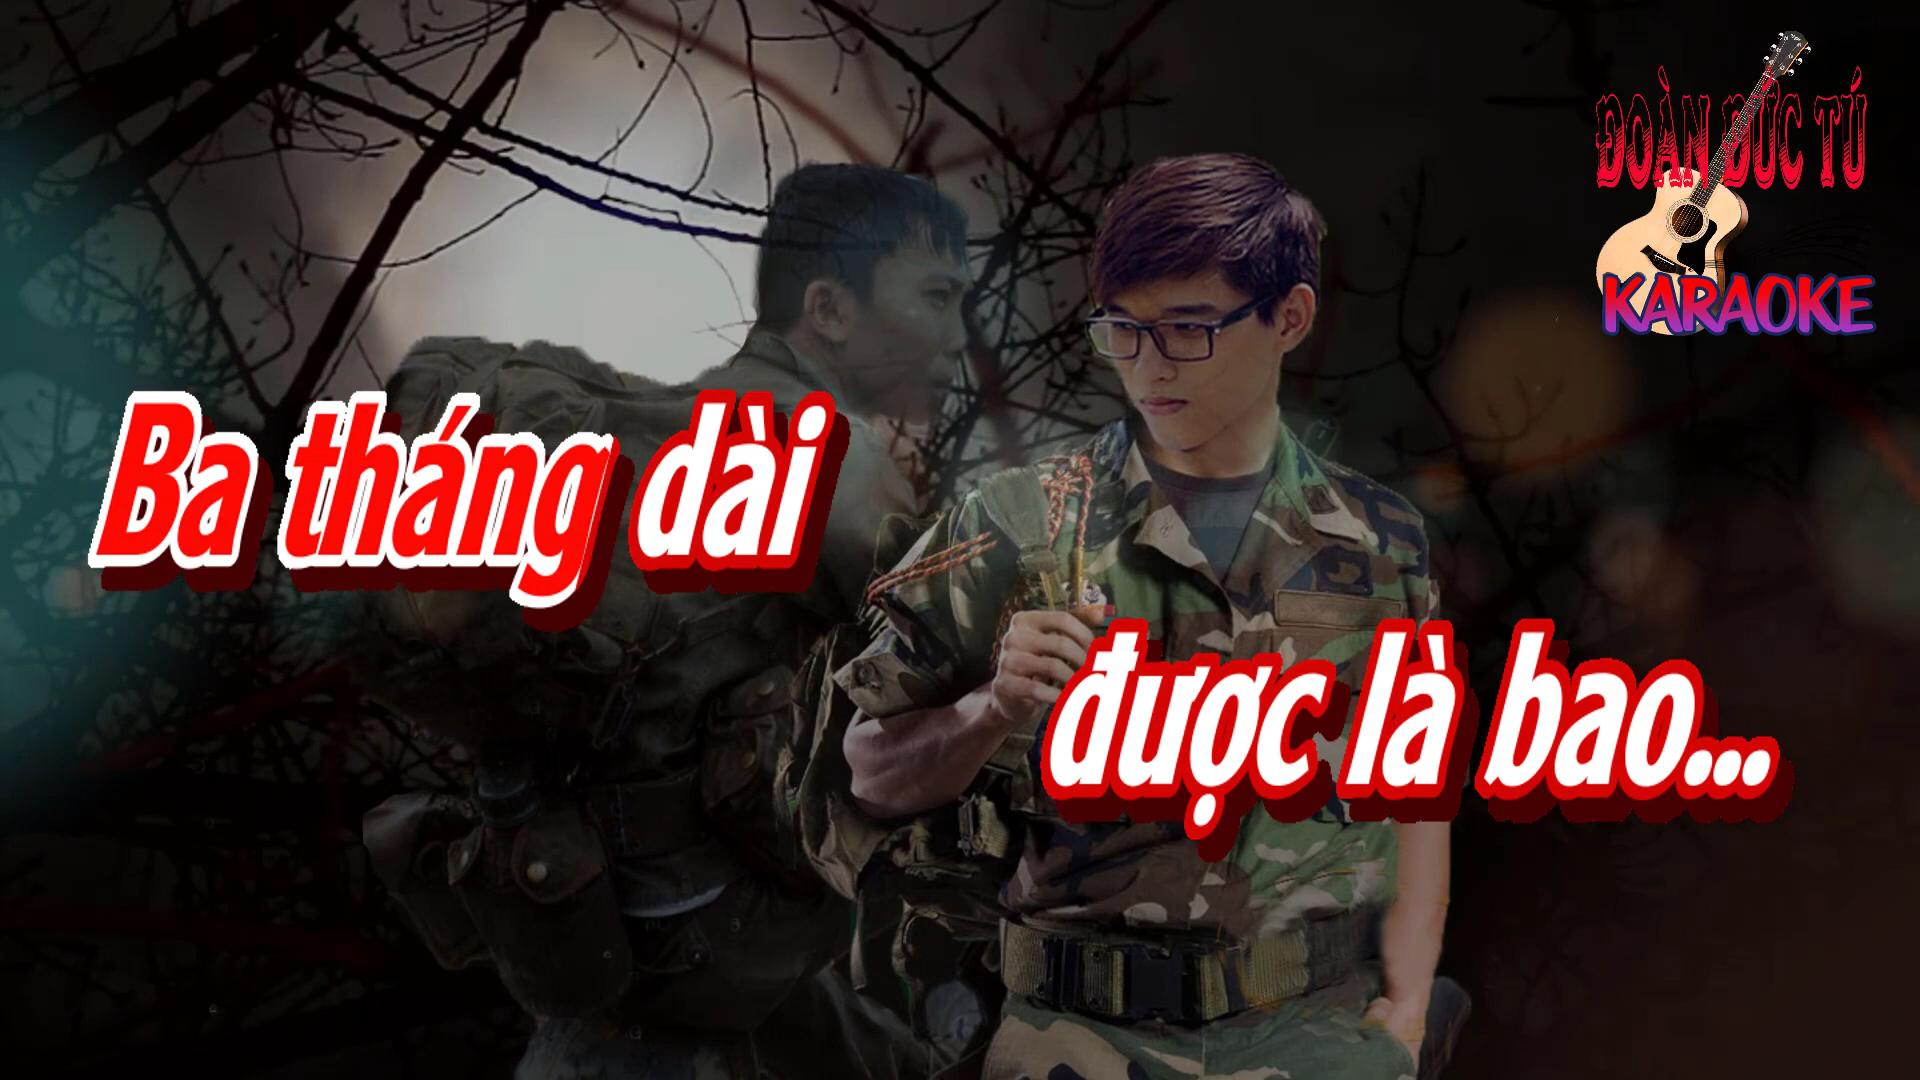 ĐOÀN ĐỨC TÚ
KARAOKE
Ba tháng dài
được là bao...